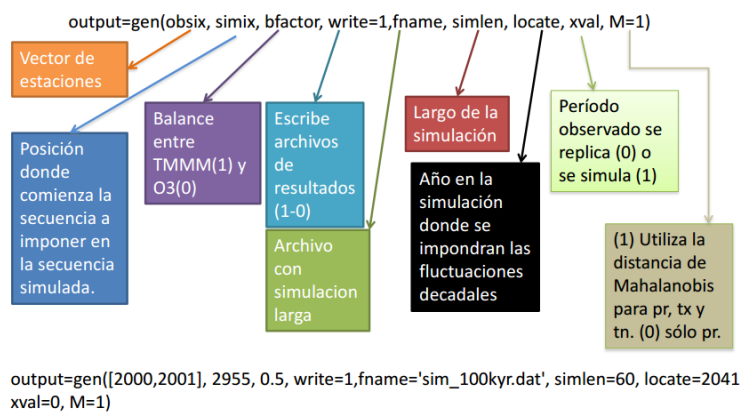 output=gen(obsix, simix, bfactor, write=1,fname, simlen, locate, xval, M=1)
Vector de
estaciones
Posición
donde
comienza la
secuencia a
imponer en
la secuencia
simulada.
Balance
entre
TMMM(1) y
O3(0)
Escribe
archivos
de
resultados
(1-0)
Archivo
con
simulacion
larga
Largo de la
simulación
Año en la
simulación
donde se
impondran las
fluctuaciones
decadales
Período
observado se
replica (0) o
se simula (1)
(1) Utiliza la
distancia de
Mahalanobis
para pr, tx y
tn. (0) sólo pr.
output=gen([2000,2001], 2955, 0.5, write=1,fname='sim_100kyr.dat', simlen=60, locate=2041
xval=0, M=1)